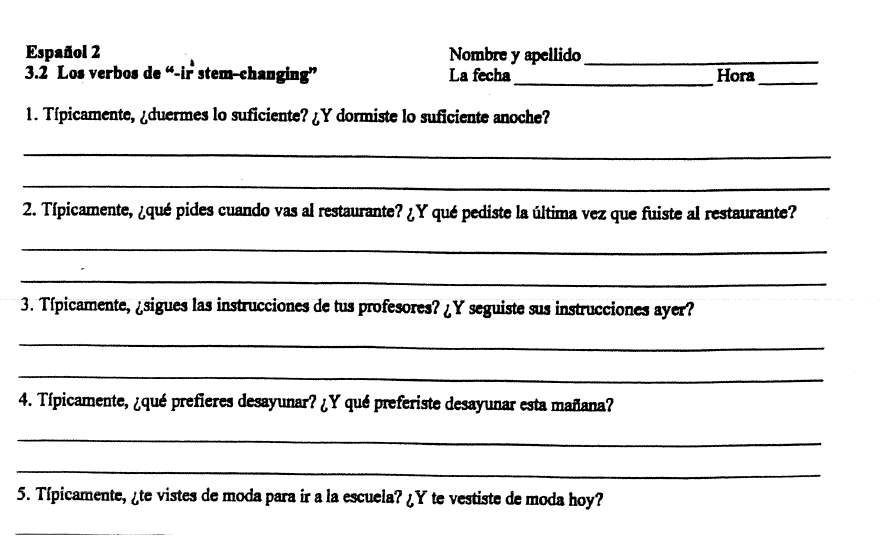 Español 2
Nombre y apellido
3.2 Los verbos de “-ir stem-changing”
La fecha Hora
1. Típicamente, ¿duermes lo suficiente? ¿Y dormiste lo suficiente anoche?
2. Típicamente, ¿qué pides cuando vas al restaurante? ¿Y qué pediste la última vez que fuiste al restaurante?
3. Típicamente, ¿sigues las instrucciones de tus profesores? ¿Y seguiste sus instrucciones ayer?
4. Típicamente, ¿qué prefieres desayunar? ¿Y qué preferiste desayunar esta mañana?
5. Típicamente, ¿te vistes de moda para ir a la escuela? ¿Y te vestiste de moda hoy?